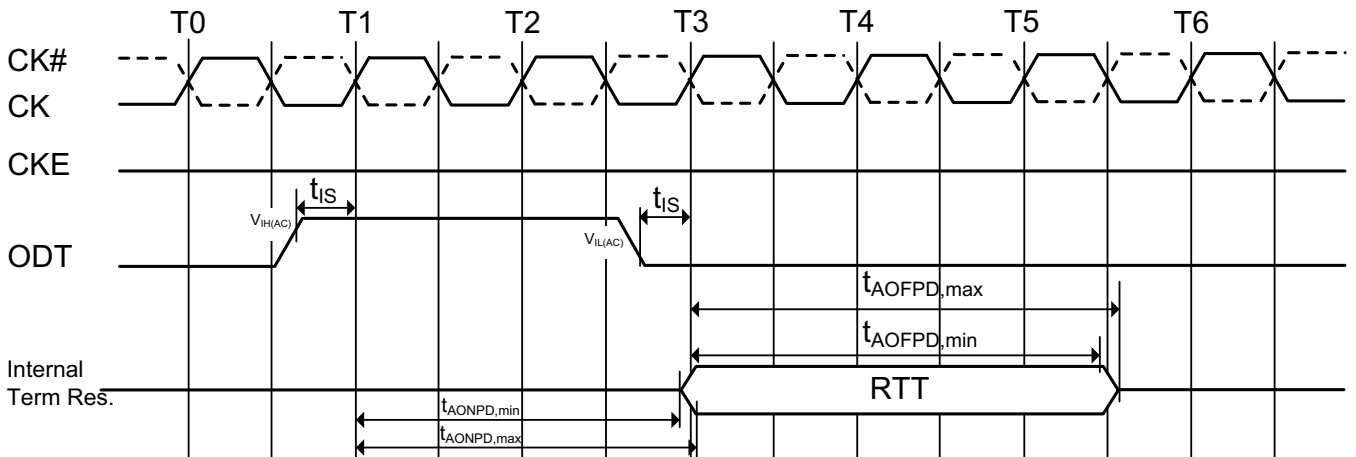 T0 T1 T2 T3 T4 T5 T6
CK#
CK
CKE
tIS
tIS
VIH(AC)
VIL(AC)
ODT
tAOFPD,max
tAOFPD,min
Internal
Term Res.
RTT
tAONPD,min
tAONPD,max